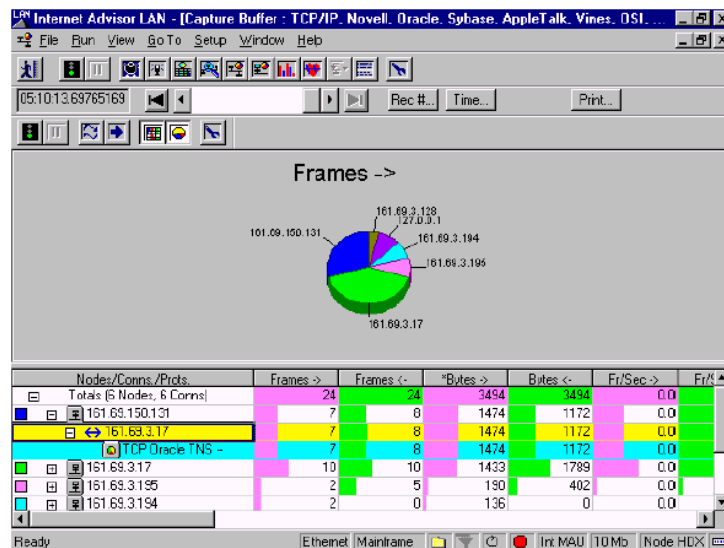 Internet Advisor LAN - [Capture Buffer : TCP/IP, Novell, Oracle, Sybase, AppleTalk, Vines, OSI, ...
File Run View GoTo Setup Window Help
05:10:13.69765169 Rec #... Time... Print...
Frames ->
161.69.3.128
127.0.0.1
161.69.150.131
161.69.3.194
161.69.3.195
161.69.3.17
Nodes/Conns./Prots. Frames -> Frames <- *Bytes -> Bytes <- Fr/Sec -> Fr/S
Totals (6 Nodes, 6 Conns) 24 24 3494 3494 0.0
161.69.150.131 7 8 1474 1172 0.0
161.69.3.17 7 8 1474 1172 0.0
TCP Oracle TNS - 7 8 1474 1172 0.0
161.69.3.17 10 10 1433 1789 0.0
161.69.3.195 2 5 190 402 0.0
161.69.3.194 2 0 136 0 0.0
Ready Ethernet Mainframe Int MAU 10 Mb Node HDX